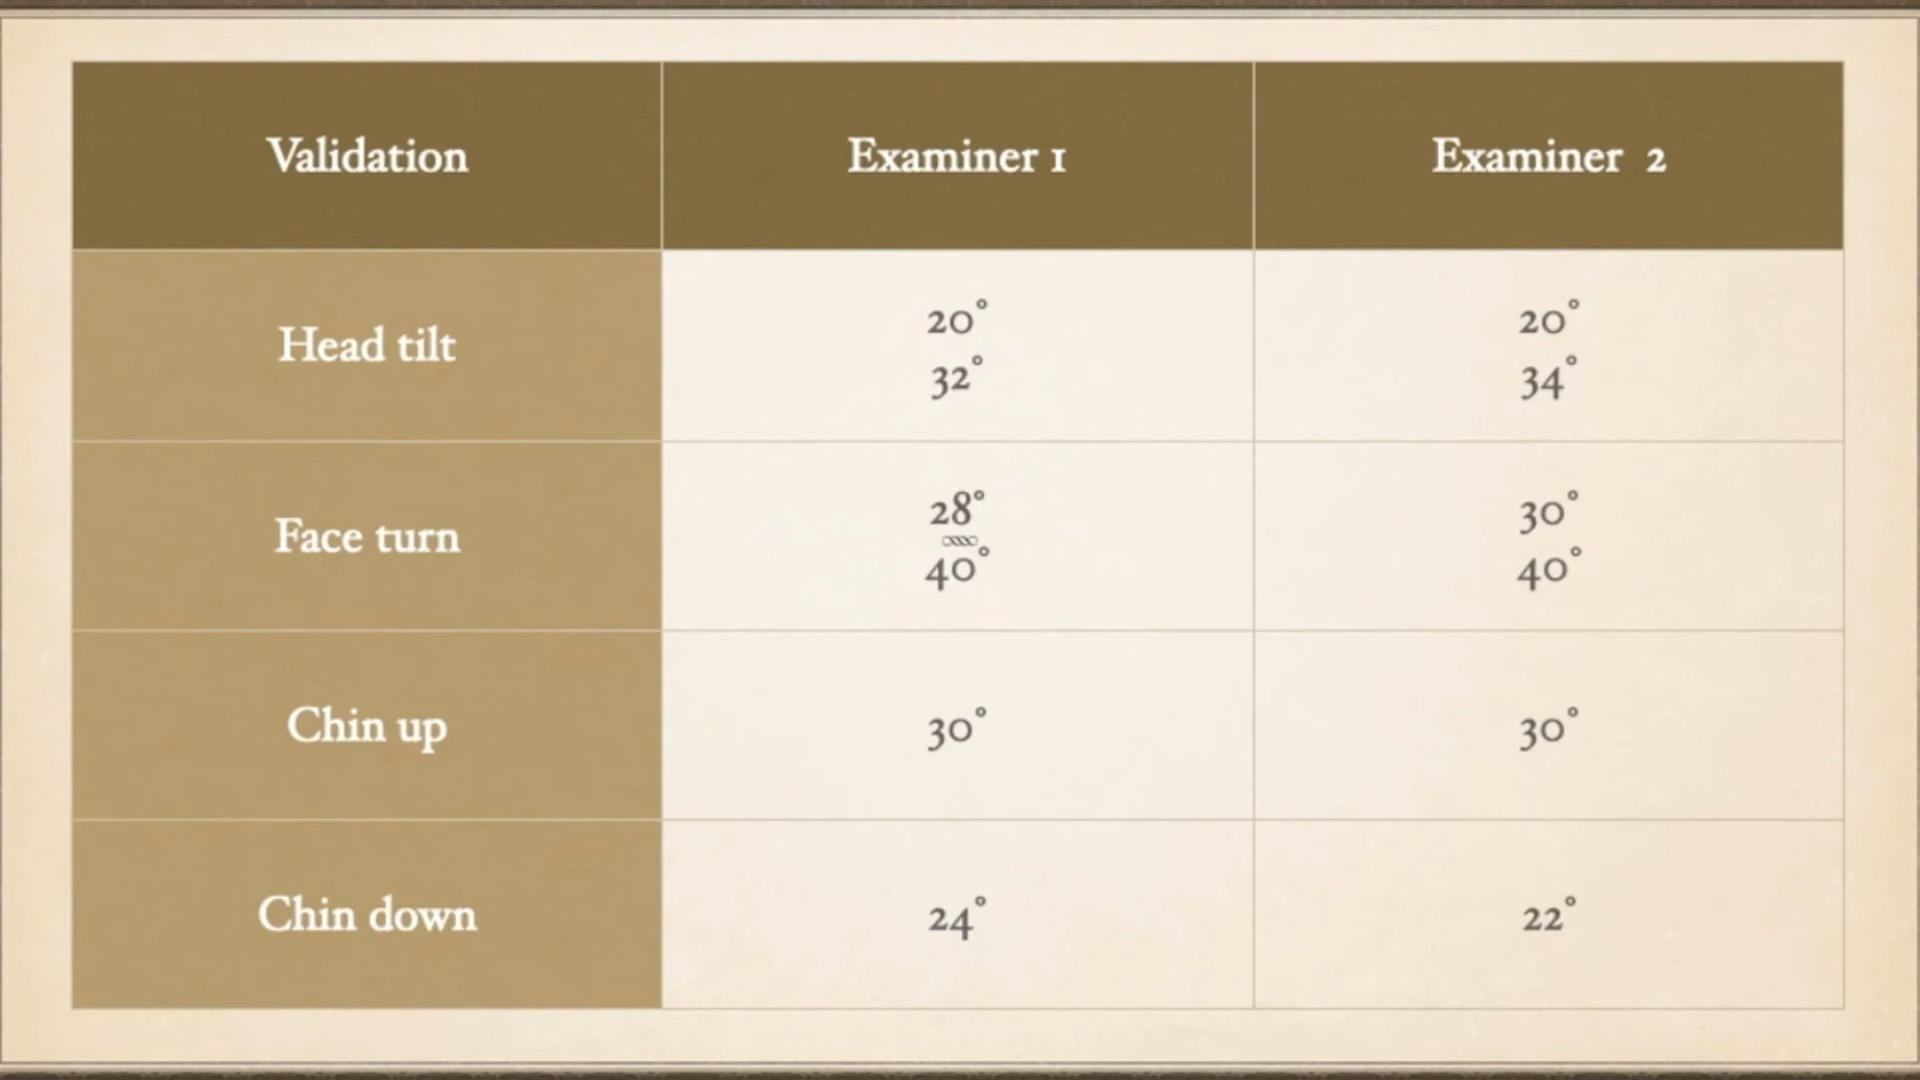 Validation Examiner 1 Examiner 2
Head tilt
20° 20°
32° 34°
Face turn
28° 30°
40° 40°
Chin up 30° 30°
Chin down 24° 22°